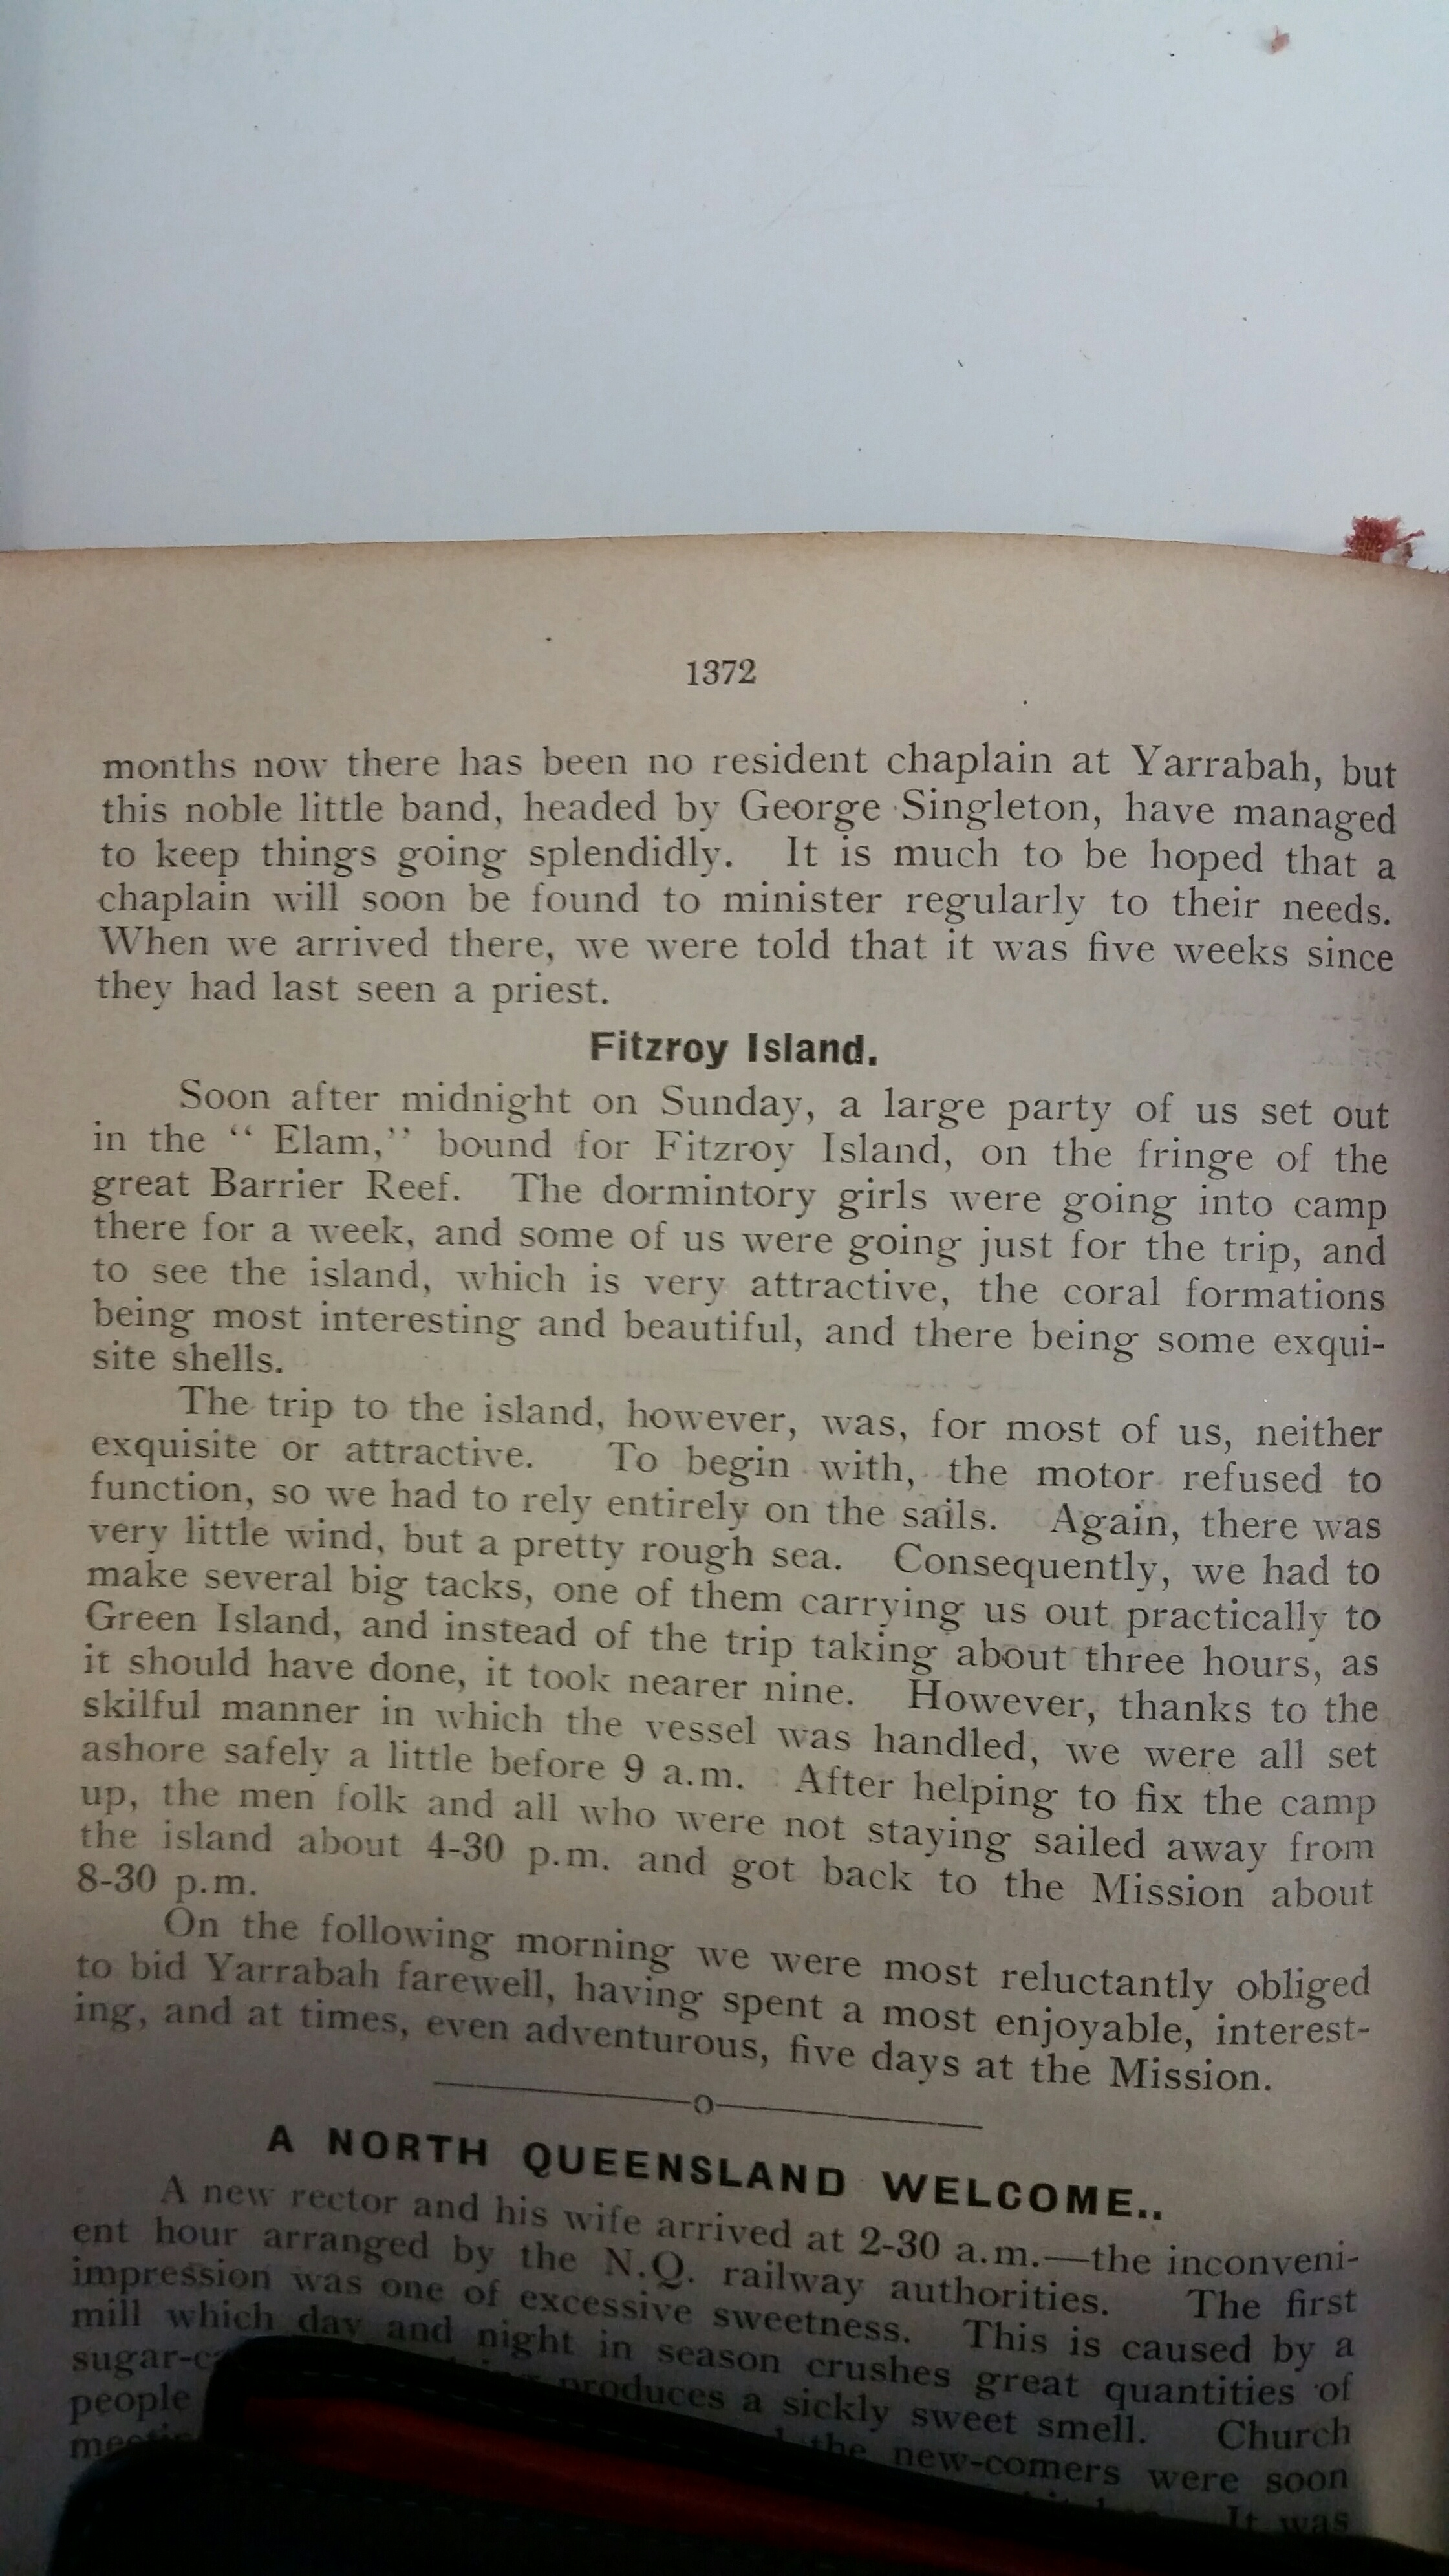 1372
months now there has been no resident chaplain at Yarrabah, but
this noble little band, headed by George Singleton, have managed
to keep things going splendidly. It is much to be hoped that a
chaplain will soon be found to minister regularly to their needs.
When we arrived there, we were told that it was five weeks since
they had last seen a priest.
Fitzroy Island.
Soon after midnight on Sunday, a large party of us set out
in the “ Elam,” bound for Fitzroy Island, on the fringe of the
great Barrier Reef. The dormintory girls were going into camp
there for a week, and some of us were going just for the trip, and
to see the island, which is very attractive, the coral formations
being most interesting and beautiful, and there being some exqui-
site shells.
The trip to the island, however, was, for most of us, neither
exquisite or attractive. To begin with, the motor refused to
function, so we had to rely entirely on the sails. Again, there was
very little wind, but a pretty rough sea. Consequently, we had to
make several big tacks, one of them carrying us out practically to
Green Island, and instead of the trip taking about three hours, as
it should have done, it took nearer nine. However, thanks to the
skilful manner in which the vessel was handled, we were all set
ashore safely a little before 9 a.m. After helping to fix the camp
up, the men folk and all who were not staying sailed away from
the island about 4-30 p.m. and got back to the Mission about
8-30 p.m.
On the following morning we were most reluctantly obliged
to bid Yarrabah farewell, having spent a most enjoyable, interest-
ing, and at times, even adventurous, five days at the Mission.
A NORTH QUEENSLAND WELCOME..
A new rector and his wife arrived at 2-30 a.m.—the inconveni-
ent hour arranged by the N.Q. railway authorities. The first
impression was one of excessive sweetness. This is caused by a
mill which day and night in season crushes great quantities of
produces a sickly sweet smell. Church
people the new-comers were soon
It was